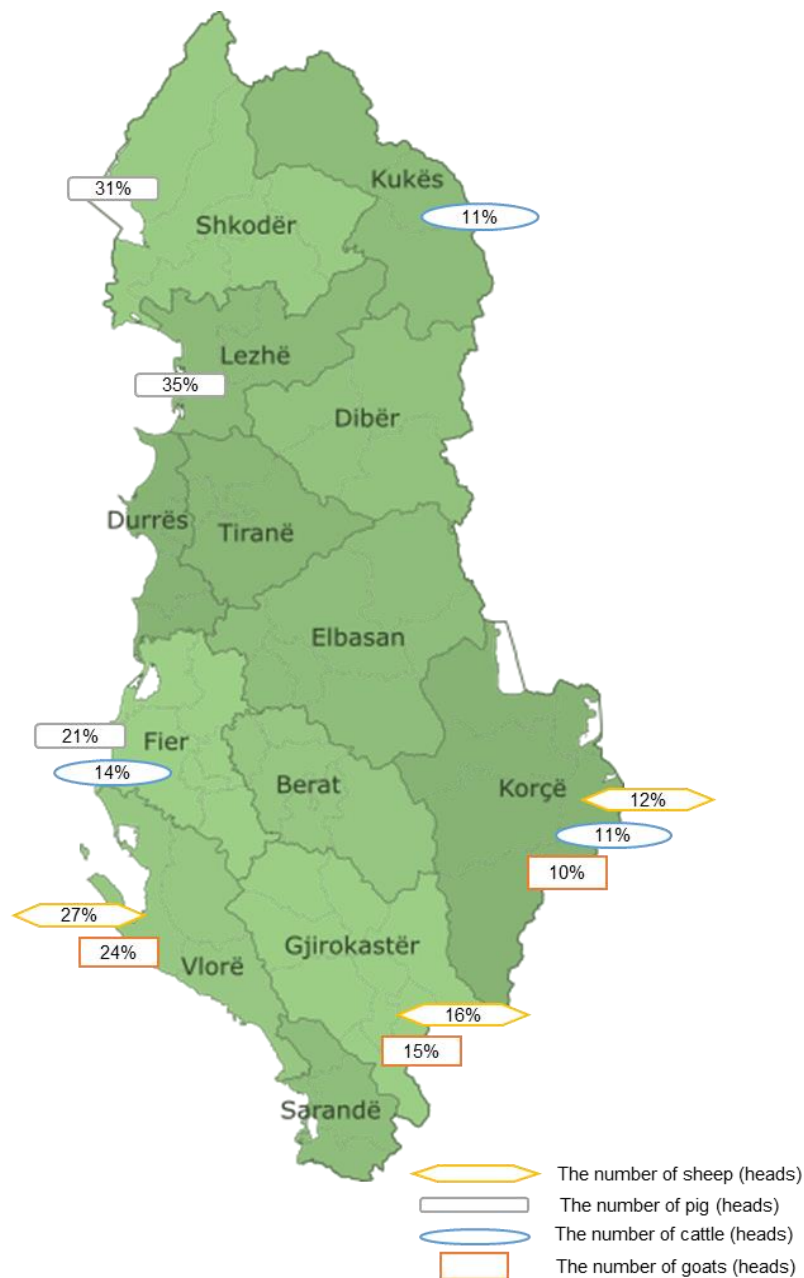 Kukës
31%
11%
Shkodër
Lezhë
35%
Dibër
Durrës
Tiranë
Elbasan
21%
Fier
14%
Berat
Korçë
12%
11%
10%
27%
24%
Gjirokastër
Vlorë
16%
15%
Sarandë
The number of sheep (heads)
The number of pig (heads)
The number of cattle (heads)
The number of goats (heads)